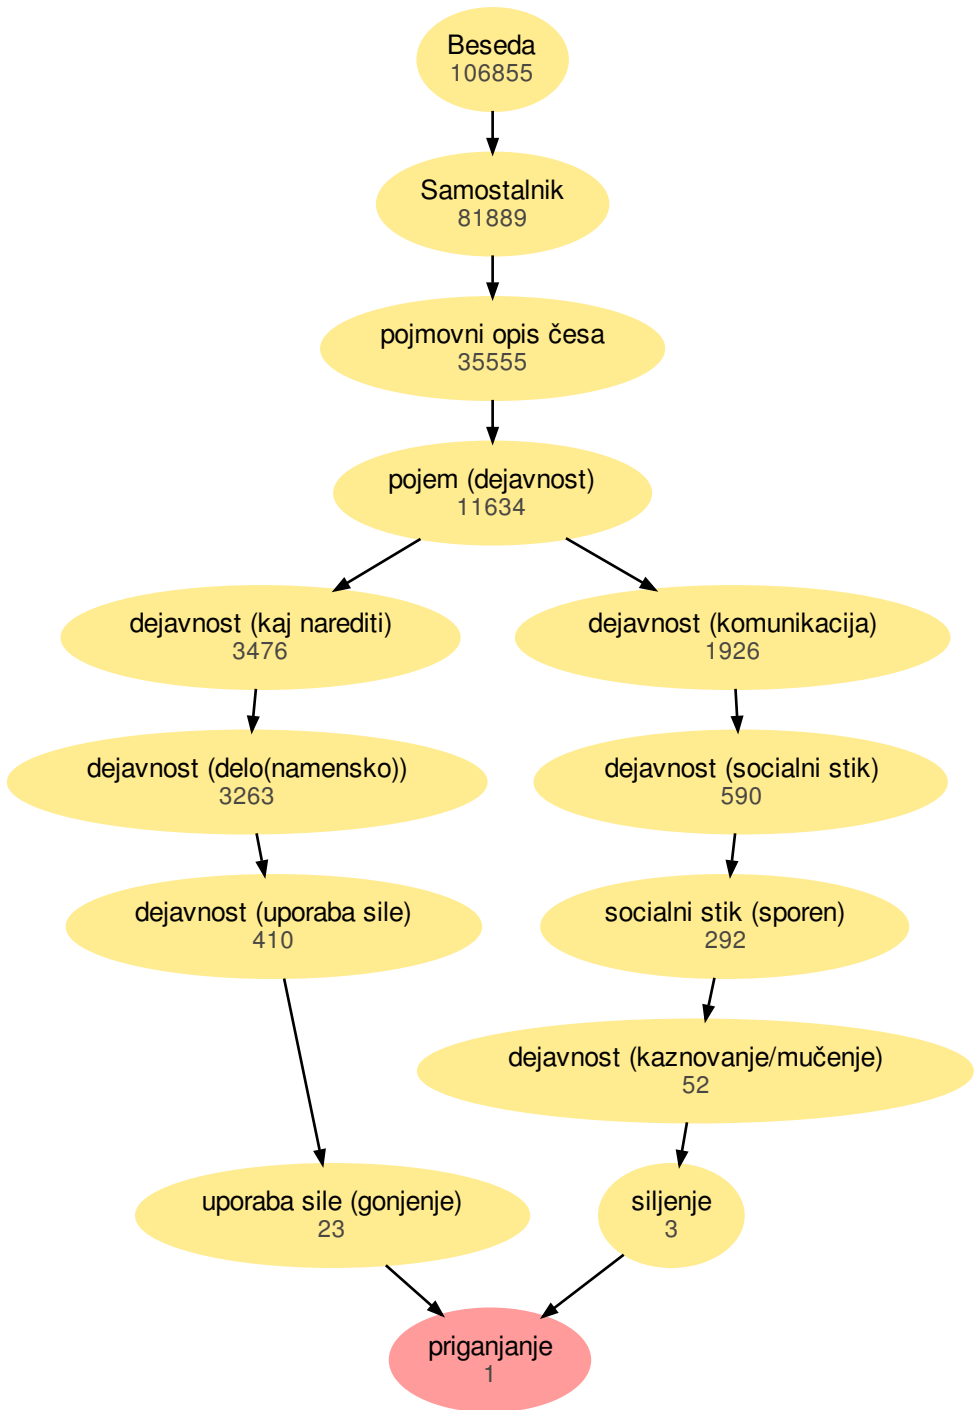 Beseda
106855
Samostalnik
81889
pojmovni opis česa
35555
pojem (dejavnost)
11634
dejavnost (kaj narediti)
3476
dejavnost (komunikacija)
1926
dejavnost (delo(namensko))
3263
dejavnost (socialni stik)
590
dejavnost (uporaba sile)
410
socialni stik (sporen)
292
dejavnost (kaznovanje/mučenje)
52
uporaba sile (gonjenje)
23
siljenje
3
priganjanje
1